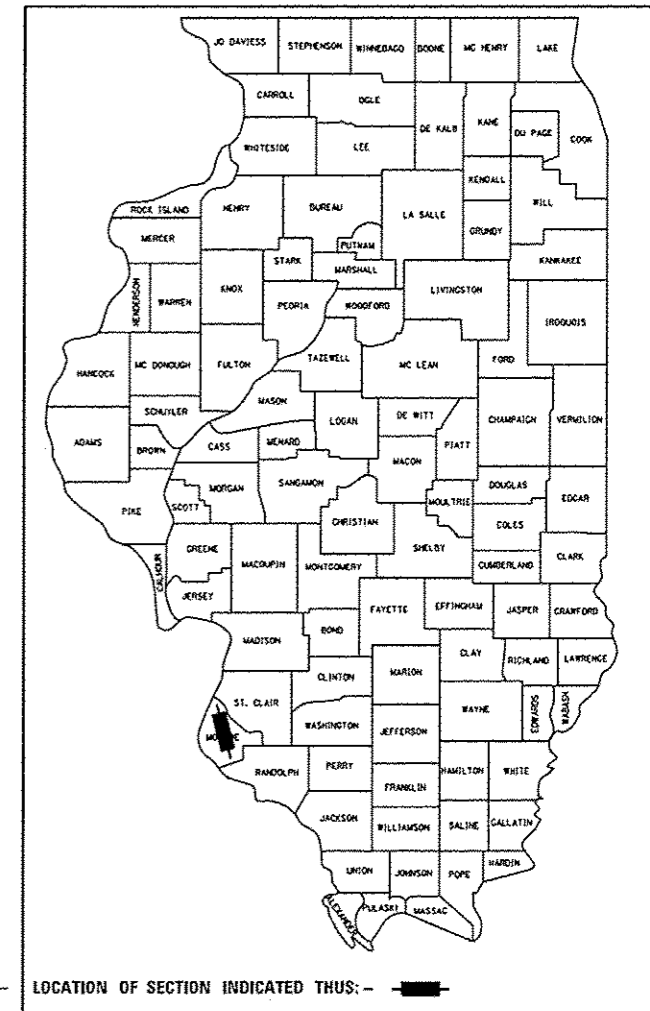 JO DAVIESS STEPHENSON WINNEBAGO BOONE MC HENRY LAKE
CARROLL OGLE DE KALB KANE DU PAGE COOK
WHITESIDE LEE
KENDALL WILL
ROCK ISLAND HENRY BUREAU LA SALLE
MERCER PUTNAM GRUNDY
STARK MARSHALL KANKAKEE
HENDERSON WARREN KNOX PEORIA WOODFORD LIVINGSTON IROQUOIS
HANCOCK MC DONOUGH FULTON TAZEWELL MC LEAN FORD
MASON
SCHUYLER LOGAN DE WITT CHAMPAIGN VERMILION
ADAMS BROWN CASS MENARD MACON PIATT
PIKE SCOTT MORGAN SANGAMON MOULTRIE DOUGLAS EDGAR
CHRISTIAN COLES
CALHOUN GREENE MACOUPIN MONTGOMERY SHELBY CUMBERLAND CLARK
JERSEY FAYETTE EFFINGHAM JASPER CRAWFORD
MADISON BOND
CLINTON MARION CLAY RICHLAND LAWRENCE
ST. CLAIR WASHINGTON JEFFERSON WAYNE EDWARDS WABASH
RANDOLPH PERRY FRANKLIN HAMILTON WHITE
JACKSON WILLIAMSON SALINE GALLATIN
UNION JOHNSON POPE HARDIN
ALEXANDER PULASKI MASSAC
LOCATION OF SECTION INDICATED THUS: -